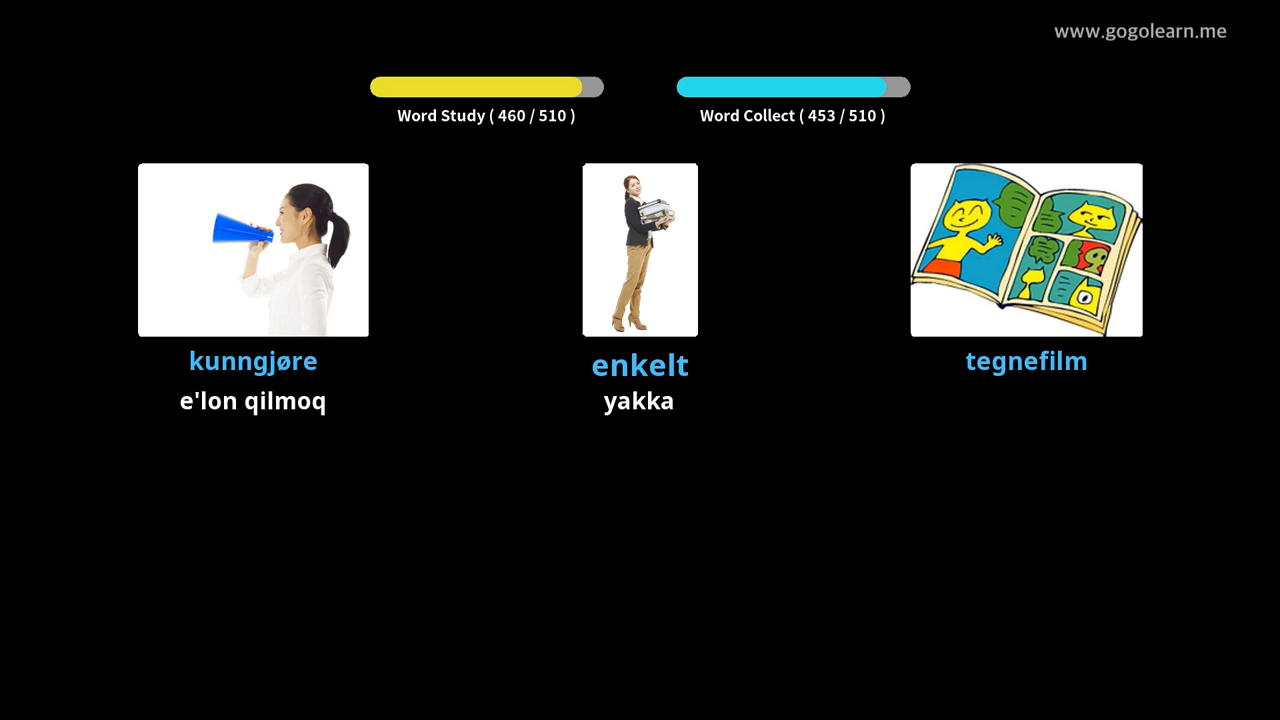 www.gogolearn.me
Word Study ( 460 / 510 )
Word Collect ( 453 / 510 )
kunngjøre
e'lon qilmoq
enkelt
yakka
tegnefilm